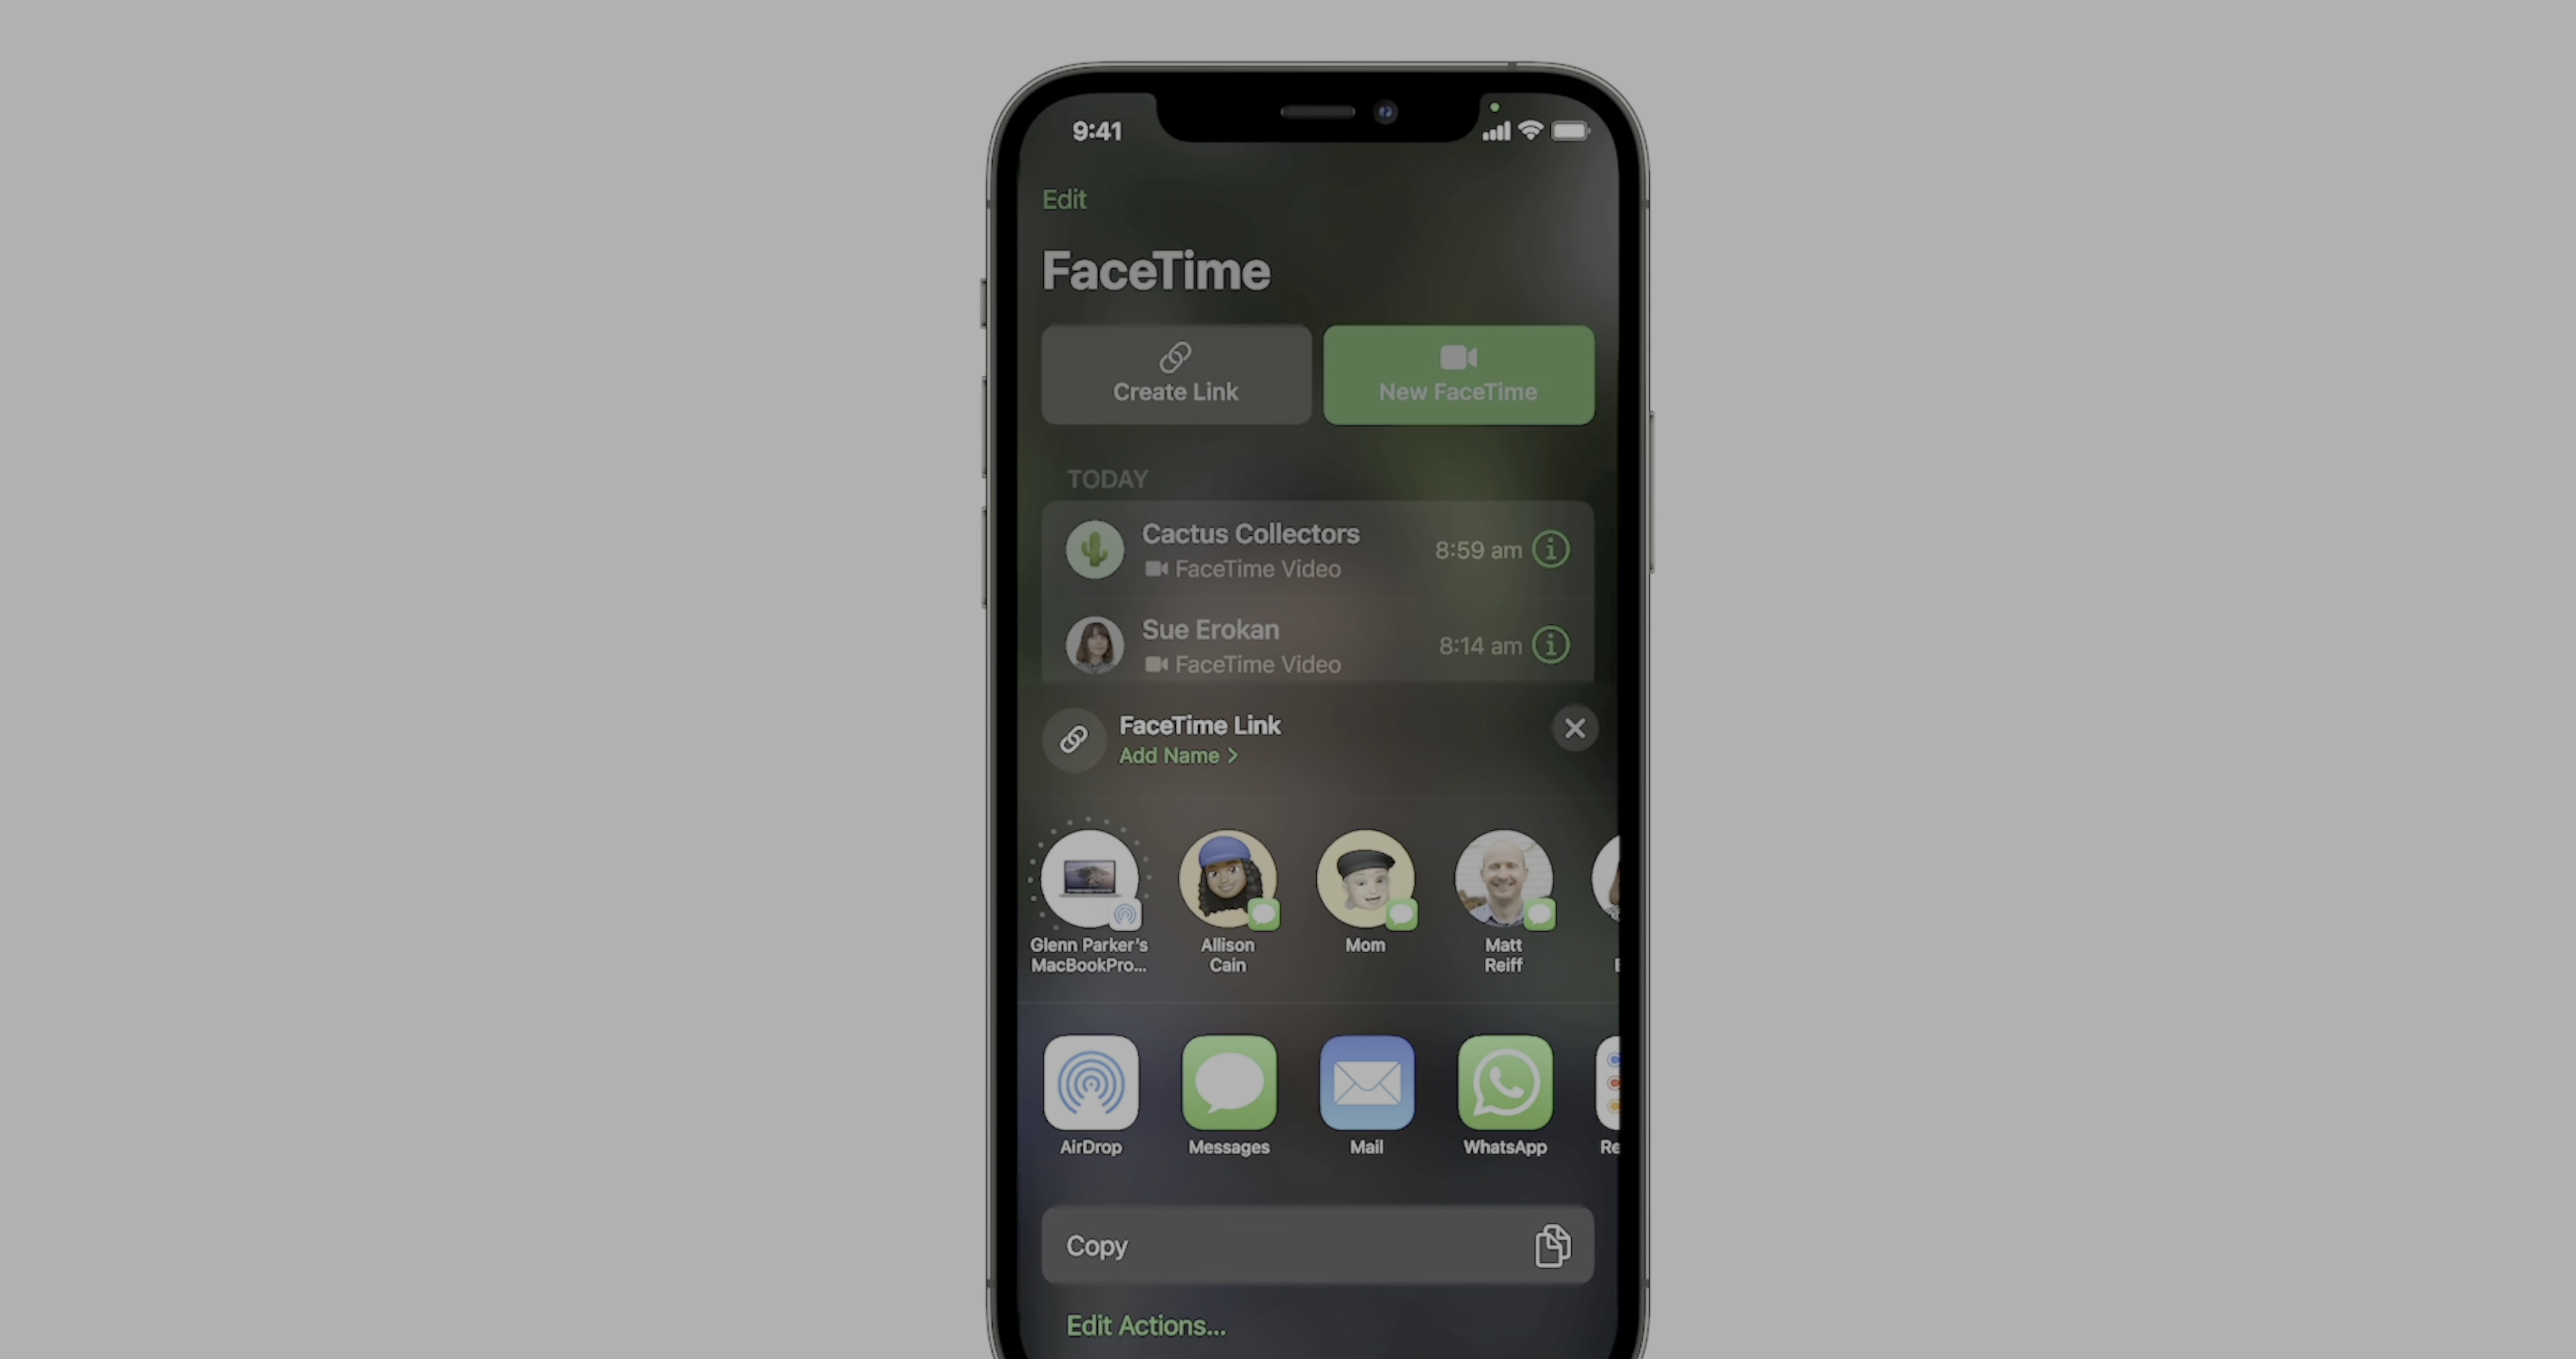 9:41
Edit
FaceTime
Create Link
New FaceTime
TODAY
Cactus Collectors
FaceTime Video
8:59 am
Sue Erokan
FaceTime Video
8:14 am
FaceTime Link
Add Name >
Glenn Parker's
MacBookPro...
Allison
Cain
Mom
Matt
Reiff
AirDrop
Messages
Mail
WhatsApp
Re
Copy
Edit Actions...